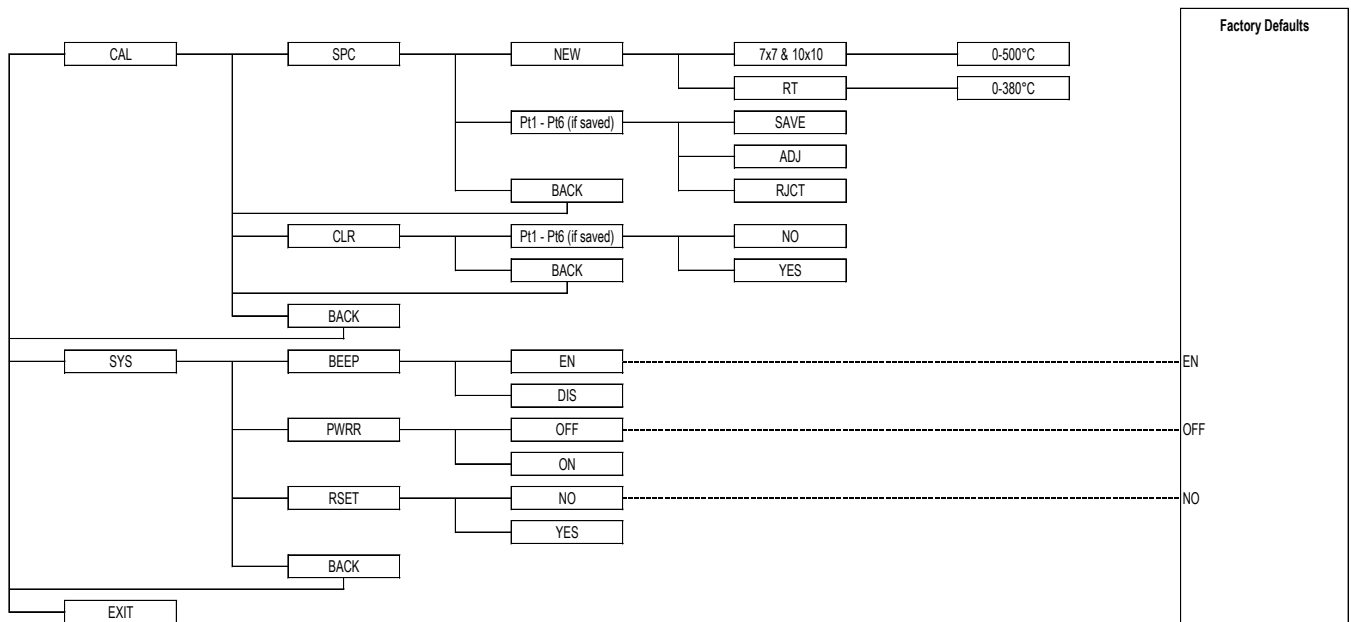 Factory Defaults
CAL SPC NEW 7x7 & 10x10 0-500°C
RT 0-380°C
Pt1 - Pt6 (if saved) SAVE
ADJ
BACK RJCT
CLR Pt1 - Pt6 (if saved) NO
BACK YES
BACK
SYS BEEP EN EN
DIS
PWRR OFF OFF
ON
RSET NO NO
YES
BACK
EXIT